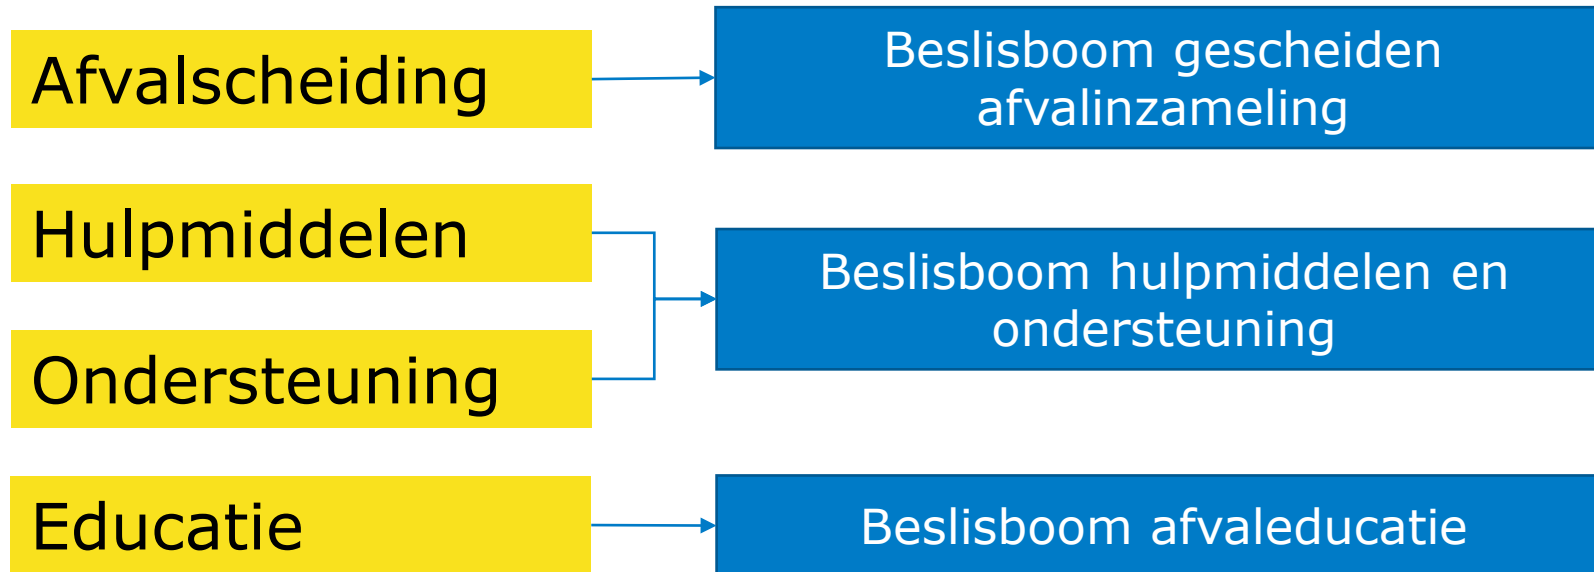 Afvalscheiding
Beslisboom gescheiden
afvalinzameling
Hulpmiddelen
Ondersteuning
Beslisboom hulpmiddelen en
ondersteuning
Educatie
Beslisboom afvaleducatie